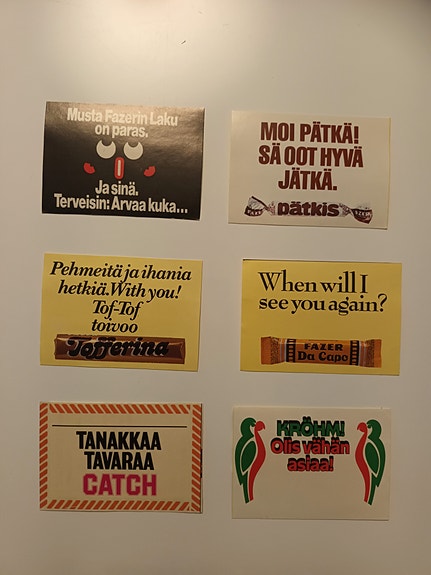 Musta Fazerin Laku
on paras.
Ja sinä.
Terveisin: Arvaa kuka...
MOI PÄTKÄ!
SÄ OOT HYVÄ
JÄTKÄ.
pätkis
Pehmeitä ja ihania
hetkiä.With you!
Tof-Tof
toivoo
Tofferina
When will I
see you again?
FAZER
Da Capo
TANAKKAA
TAVARAA
CATCH
KRÖHM!
Olis vähän
asiaa!